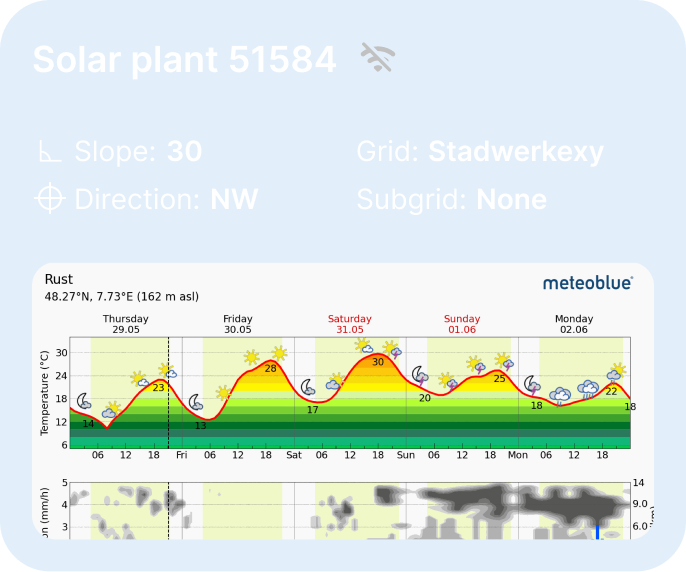 Solar plant 51584
Slope: 30
Grid: Stadwerkexy
Direction: NW
Subgrid: None
Rust
meteoblue
48.27°N, 7.73°E (162 m asl)
Thursday Friday Saturday Sunday Monday
29.05 30.05 31.05 01.06 02.06
Temperature (°C)
30
24
18
12
6
14 23 13 28 17 30 20 25 18 22 18
06 12 18 Fri 06 12 18 Sat 06 12 18 Sun 06 12 18 Mon 06 12 18
(mm/h)
5
4
3
14
9.0
6.0